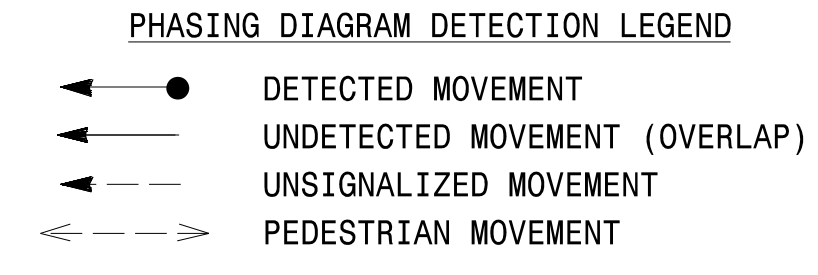 PHASING DIAGRAM DETECTION LEGEND
DETECTED MOVEMENT
UNDETECTED MOVEMENT (OVERLAP)
UNSIGNALIZED MOVEMENT
PEDESTRIAN MOVEMENT